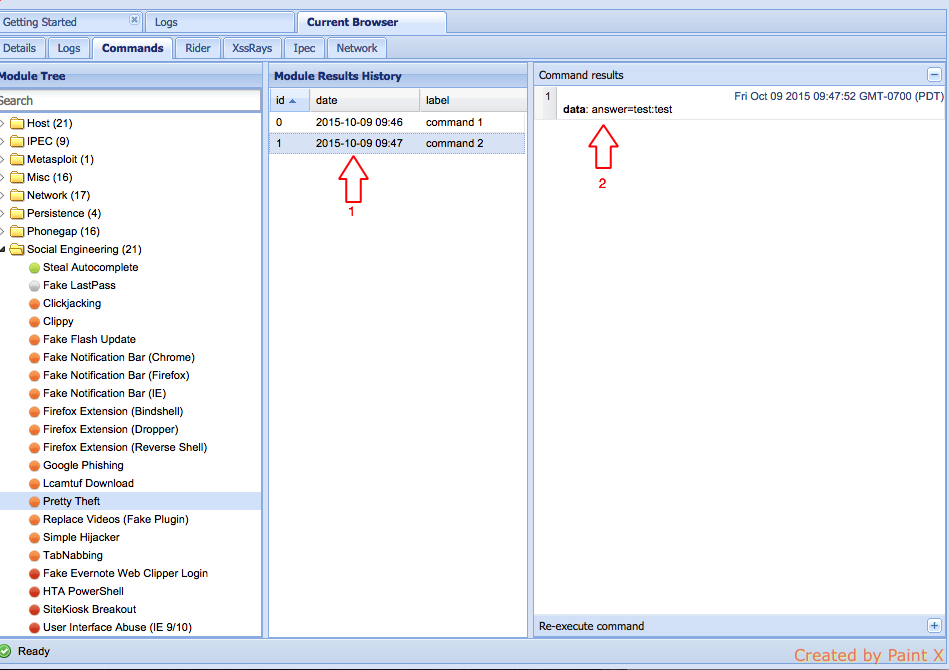 Getting Started
Logs
Current Browser
Details
Logs
Commands
Rider
XssRays
Ipec
Network
Module Tree
Search
Host (21)
IPEC (9)
Metasploit (1)
Misc (16)
Network (17)
Persistence (4)
Phonegap (16)
Social Engineering (21)
Steal Autocomplete
Fake LastPass
Clickjacking
Clippy
Fake Flash Update
Fake Notification Bar (Chrome)
Fake Notification Bar (Firefox)
Fake Notification Bar (IE)
Firefox Extension (Bindshell)
Firefox Extension (Dropper)
Firefox Extension (Reverse Shell)
Google Phishing
Lcamtuf Download
Pretty Theft
Replace Videos (Fake Plugin)
Simple Hijacker
TabNabbing
Fake Evernote Web Clipper Login
HTA PowerShell
SiteKiosk Breakout
User Interface Abuse (IE 9/10)
Module Results History
id date label
0 2015-10-09 09:46 command 1
1 2015-10-09 09:47 command 2
1
Command results
1 Fri Oct 09 2015 09:47:52 GMT-0700 (PDT)
data: answer=test:test
2
Re-execute command
Ready
Created by Paint X